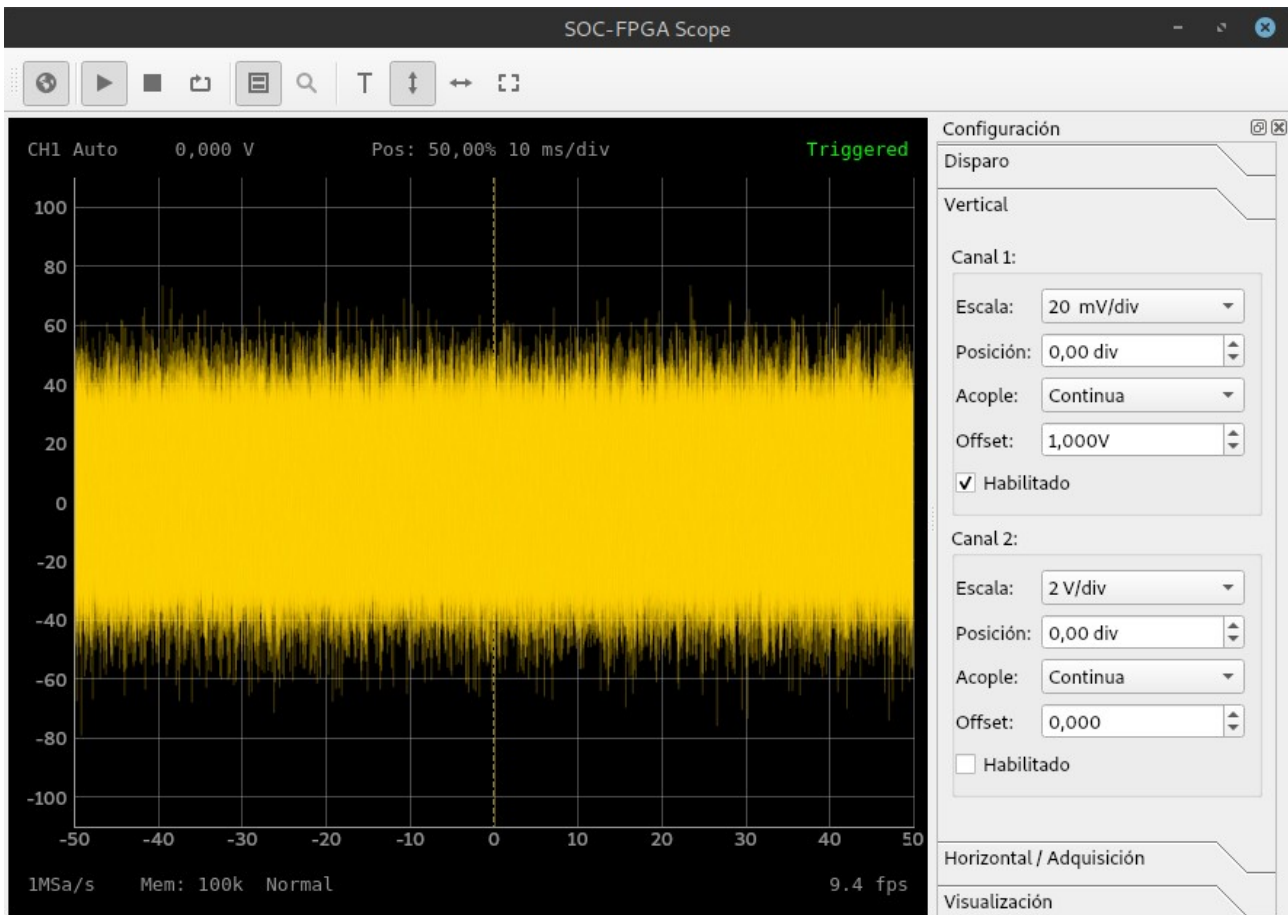 SOC-FPGA Scope
T
CH1 Auto 0,000 V Pos: 50,00% 10 ms/div Triggered
100
80
60
40
20
0
-20
-40
-60
-80
-100
-50 -40 -30 -20 -10 0 10 20 30 40 50
1MSa/s Mem: 100k Normal 9.4 fps
Configuración
Disparo
Vertical
Canal 1:
Escala: 20 mV/div
Posición: 0,00 div
Acople: Continua
Offset: 1,000V
Habilitado
Canal 2:
Escala: 2 V/div
Posición: 0,00 div
Acople: Continua
Offset: 0,000
Habilitado
Horizontal / Adquisición
Visualización